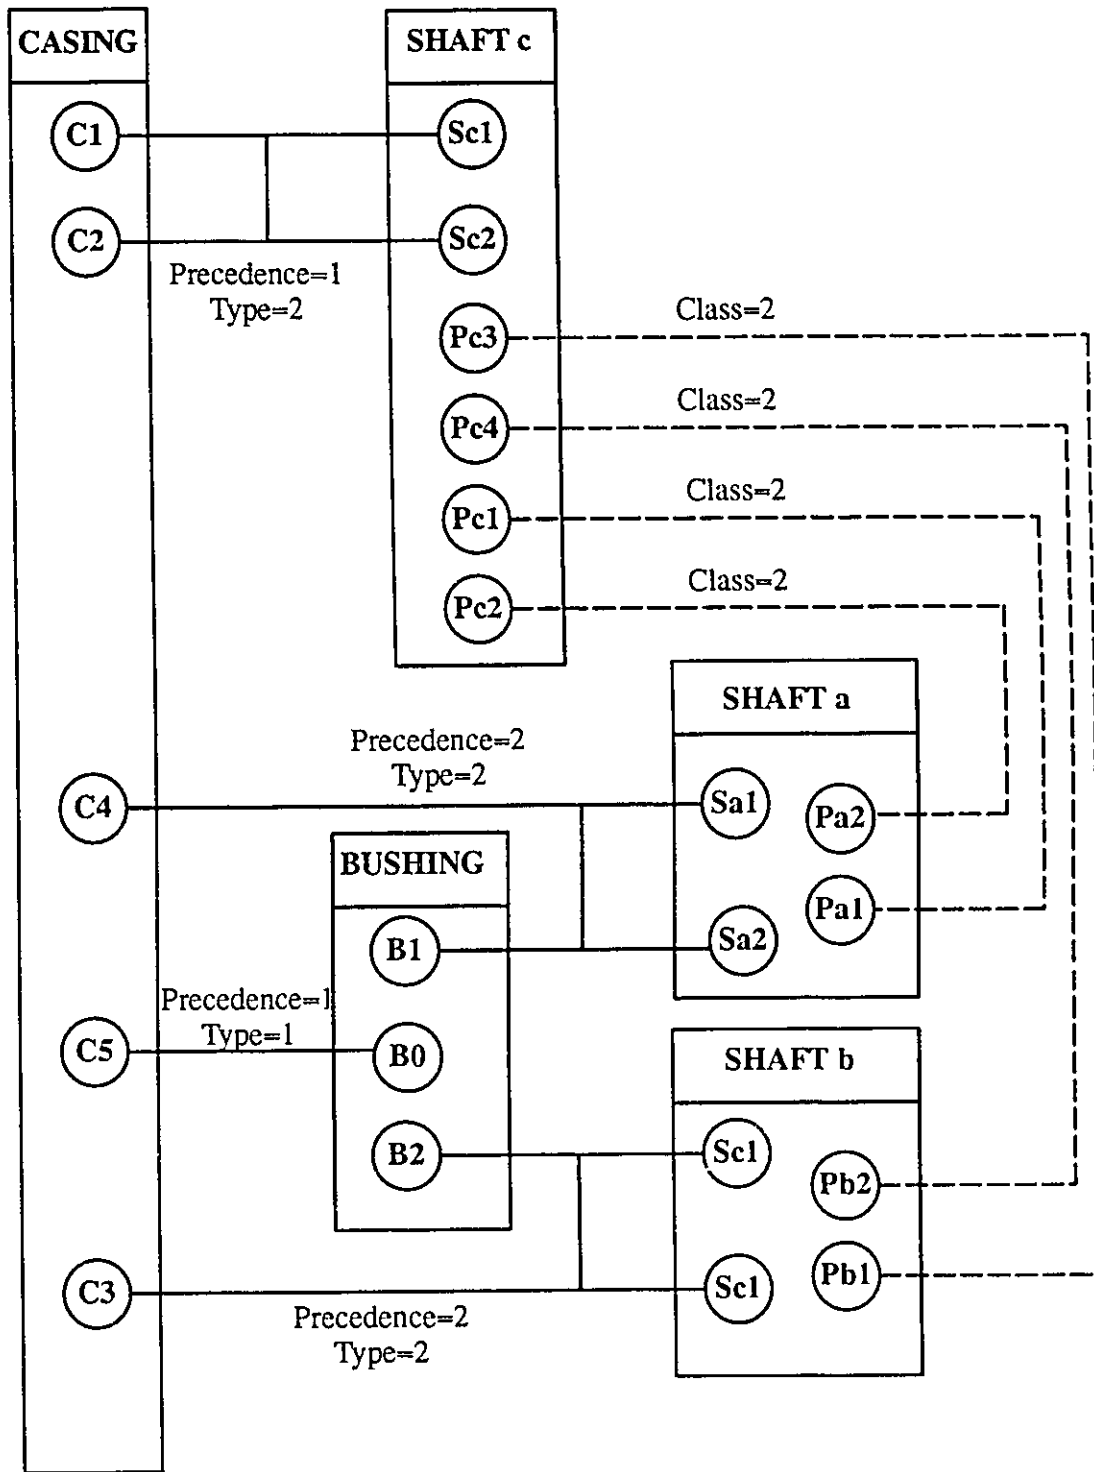 CASING
SHAFT c
C1
Sc1
C2
Sc2
Precedence=1
Type=2
Pc3
Class=2
Pc4
Class=2
Pc1
Class=2
Pc2
Class=2
SHAFT a
Precedence=2
Type=2
C4
Sa1
Pa2
BUSHING
Pa1
B1
Sa2
Precedence=1
Type=1
C5
B0
SHAFT b
B2
Sc1
Pb2
C3
Sc1
Pb1
Precedence=2
Type=2